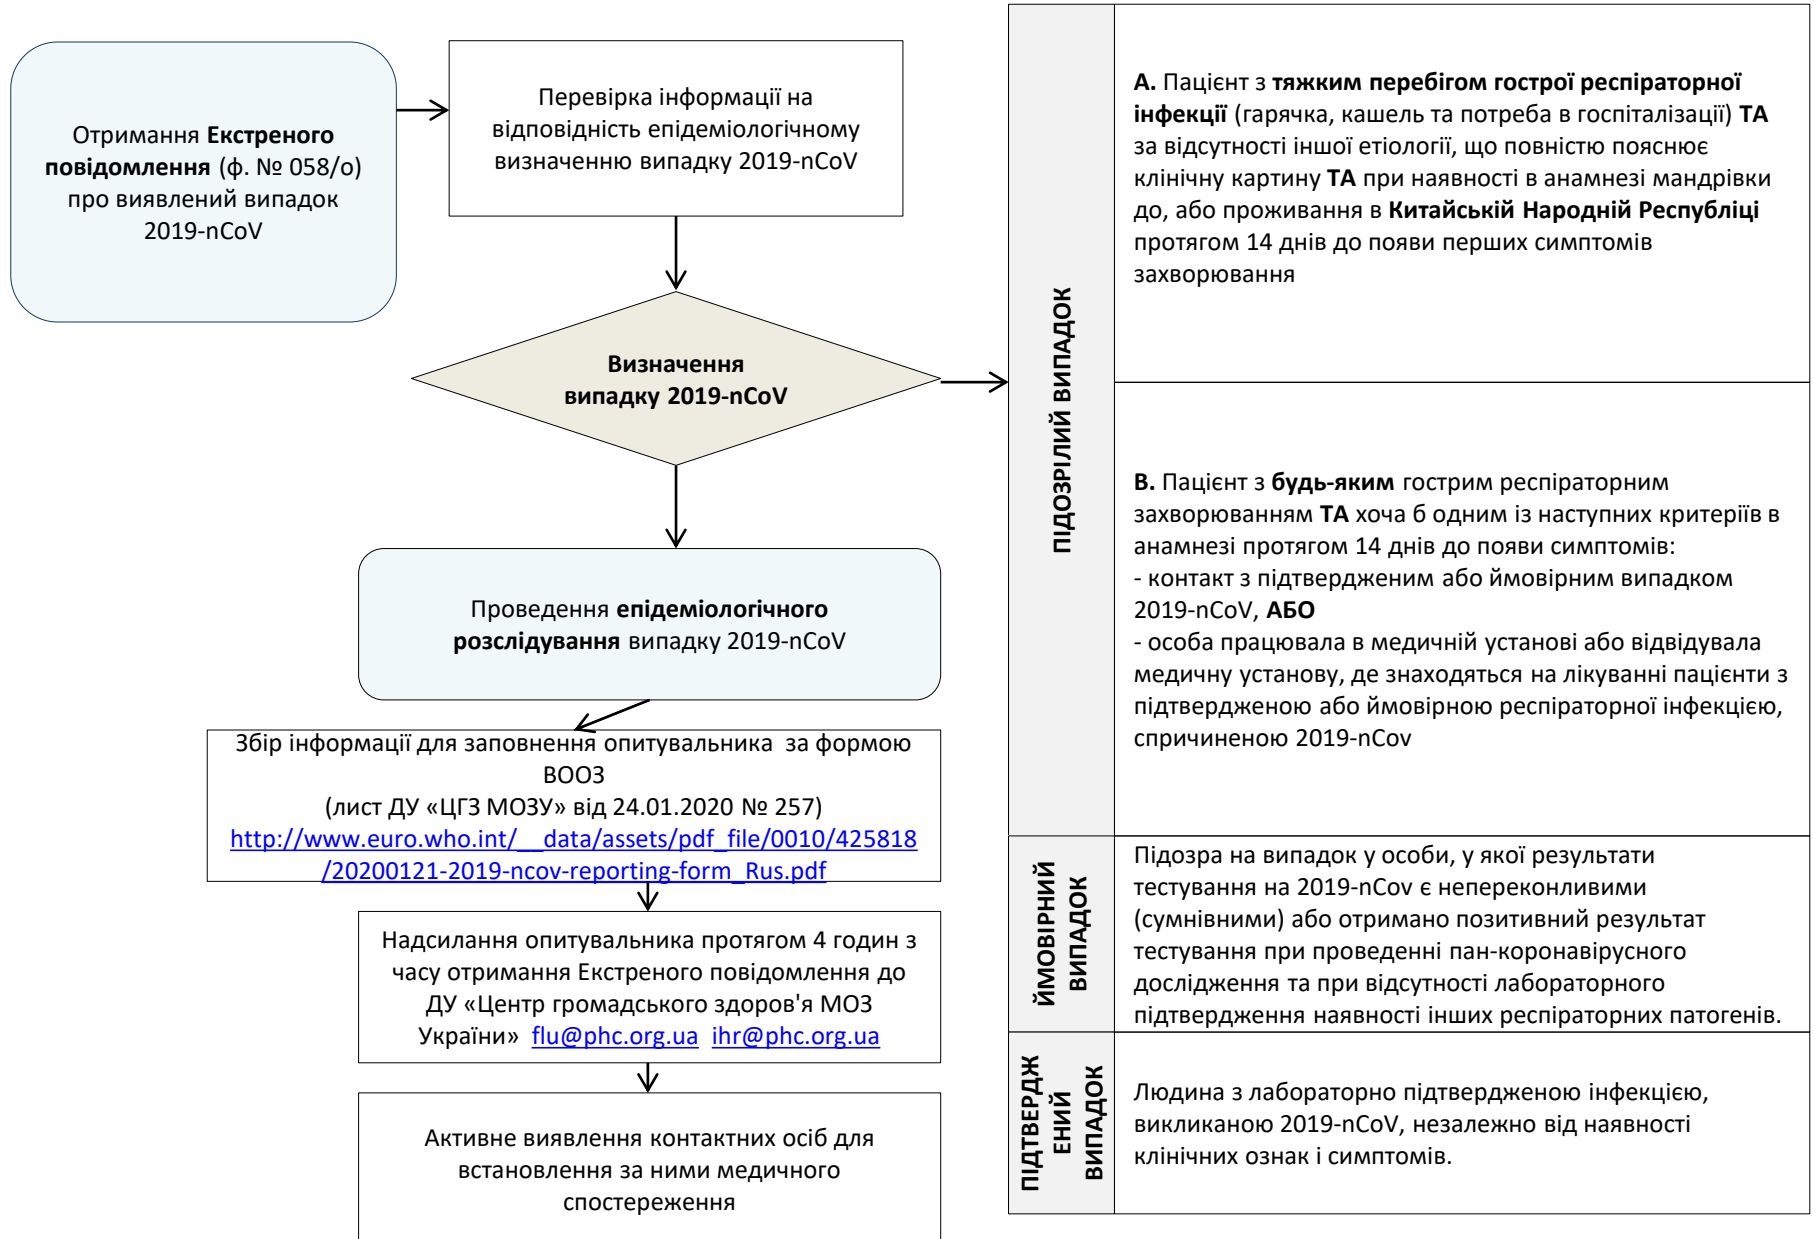 Отримання Екстреного
повідомлення (ф. № 058/о)
про виявлений випадок
2019-nCoV
Перевірка інформації на
відповідність епідеміологічному
визначенню випадку 2019-nCoV
Визначення
випадку 2019-nCoV
Проведення епідеміологічного
розслідування випадку 2019-nCoV
Збір інформації для заповнення опитувальника за формою
ВООЗ
(лист ДУ «ЦГЗ МОЗУ» від 24.01.2020 № 257)
http://www.euro.who.int/__data/assets/pdf_file/0010/425818
/20200121-2019-ncov-reporting-form_Rus.pdf
Надсилання опитувальника протягом 4 годин з
часу отримання Екстреного повідомлення до
ДУ «Центр громадського здоров'я МОЗ
України» flu@phc.org.ua ihr@phc.org.ua
Активне виявлення контактних осіб для
встановлення за ними медичного
спостереження
ПІДОЗРІЛИЙ ВИПАДОК
А. Пацієнт з тяжким перебігом гострої респіраторної
інфекції (гарячка, кашель та потреба в госпіталізації) ТА
за відсутності іншої етіології, що повністю пояснює
клінічну картину ТА при наявності в анамнезі мандрівки
до, або проживання в Китайській Народній Республіці
протягом 14 днів до появи перших симптомів
захворювання
В. Пацієнт з будь-яким гострим респіраторним
захворюванням ТА хоча б одним із наступних критеріїв в
анамнезі протягом 14 днів до появи симптомів:
- контакт з підтвердженим або ймовірним випадком
2019-nCoV, АБО
- особа працювала в медичній установі або відвідувала
медичну установу, де знаходяться на лікуванні пацієнти з
підтвердженою або ймовірною респіраторної інфекцією,
спричиненою 2019-nCov
ЙМОВІРНИЙ
ВИПАДОК
Підозра на випадок у особи, у якої результати
тестування на 2019-nCov є непереконливими
(сумнівними) або отримано позитивний результат
тестування при проведенні пан-коронавірусного
дослідження та при відсутності лабораторного
підтвердження наявності інших респіраторних патогенів.
ПІДТВЕРДЖ
ЕНИЙ
ВИПАДОК
Людина з лабораторно підтвердженою інфекцією,
викликаною 2019-nCoV, незалежно від наявності
клінічних ознак і симптомів.